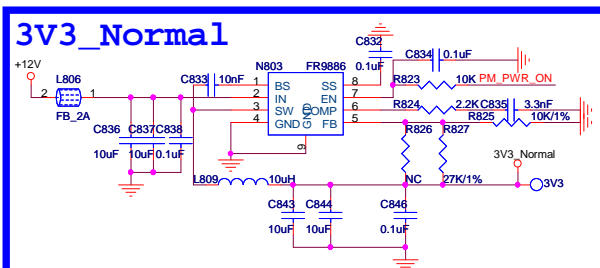 3V3_Normal
+12V
L806
2
1
FB_2A
C833
10nF
N803
FR9886
1
BS
2
IN
3
SW
4
GND
GND
9
SS
8
EN
7
COMP
6
FB
5
C832
0.1uF
C834
0.1uF
R823
10K
PM_PWR_ON
R824
2.2K
C835
3.3nF
R825
10K/1%
C836
C837
C838
10uF
10uF
0.1uF
R826
R827
NC
27K/1%
3V3_Normal
3V3
L809
10uH
C843
10uF
C844
10uF
C846
0.1uF